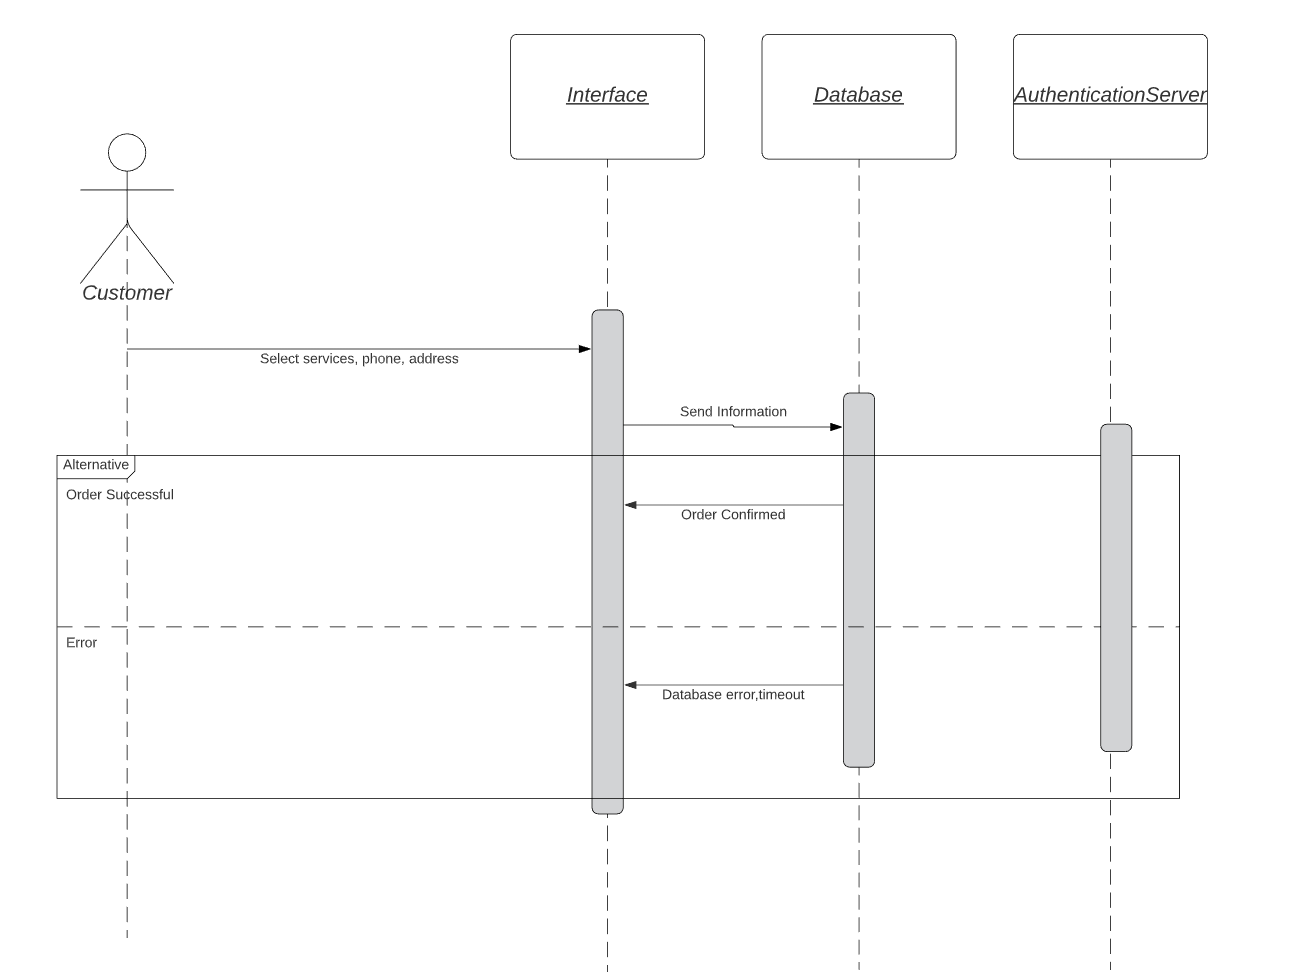 Interface
Database
AuthenticationServer
Customer
Select services, phone, address
Send Information
Alternative
Order Successful
Order Confirmed
Error
Database error,timeout